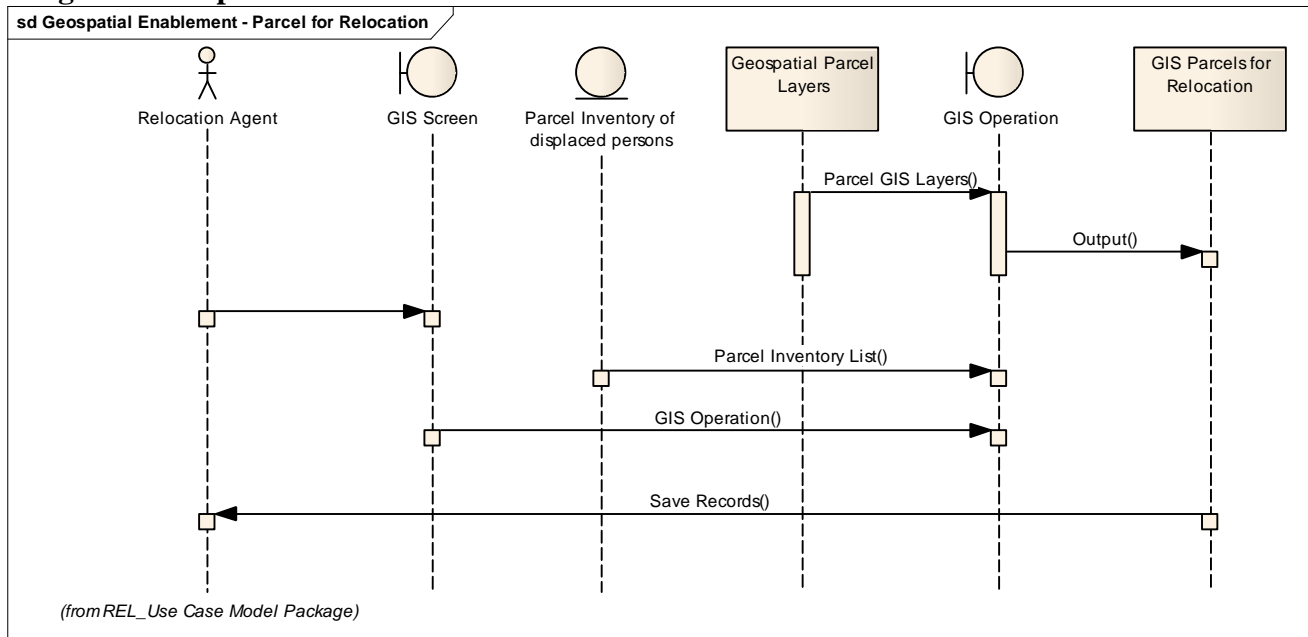 sd Geospatial Enablement - Parcel for Relocation
Relocation Agent
GIS Screen
Parcel Inventory of
displaced persons
Geospatial Parcel
Layers
GIS Operation
GIS Parcels for
Relocation
Parcel GIS Layers()
Output()
Parcel Inventory List()
GIS Operation()
Save Records()
(from REL_Use Case Model Package)